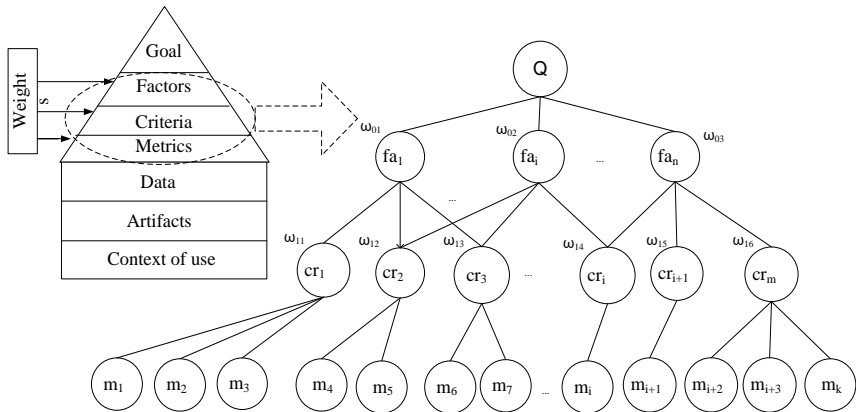 Goal
Factors
Criteria
Metrics
Data
Artifacts
Context of use
Weight
s
Q
ω01
ω02
ω03
fa1
fai
...
fan
...
ω11
ω12
ω13
ω14
ω15
ω16
cr1
cr2
cr3
...
cri
cri+1
crm
m1
m2
m3
m4
m5
m6
m7
...
mi
mi+1
mi+2
mi+3
mk